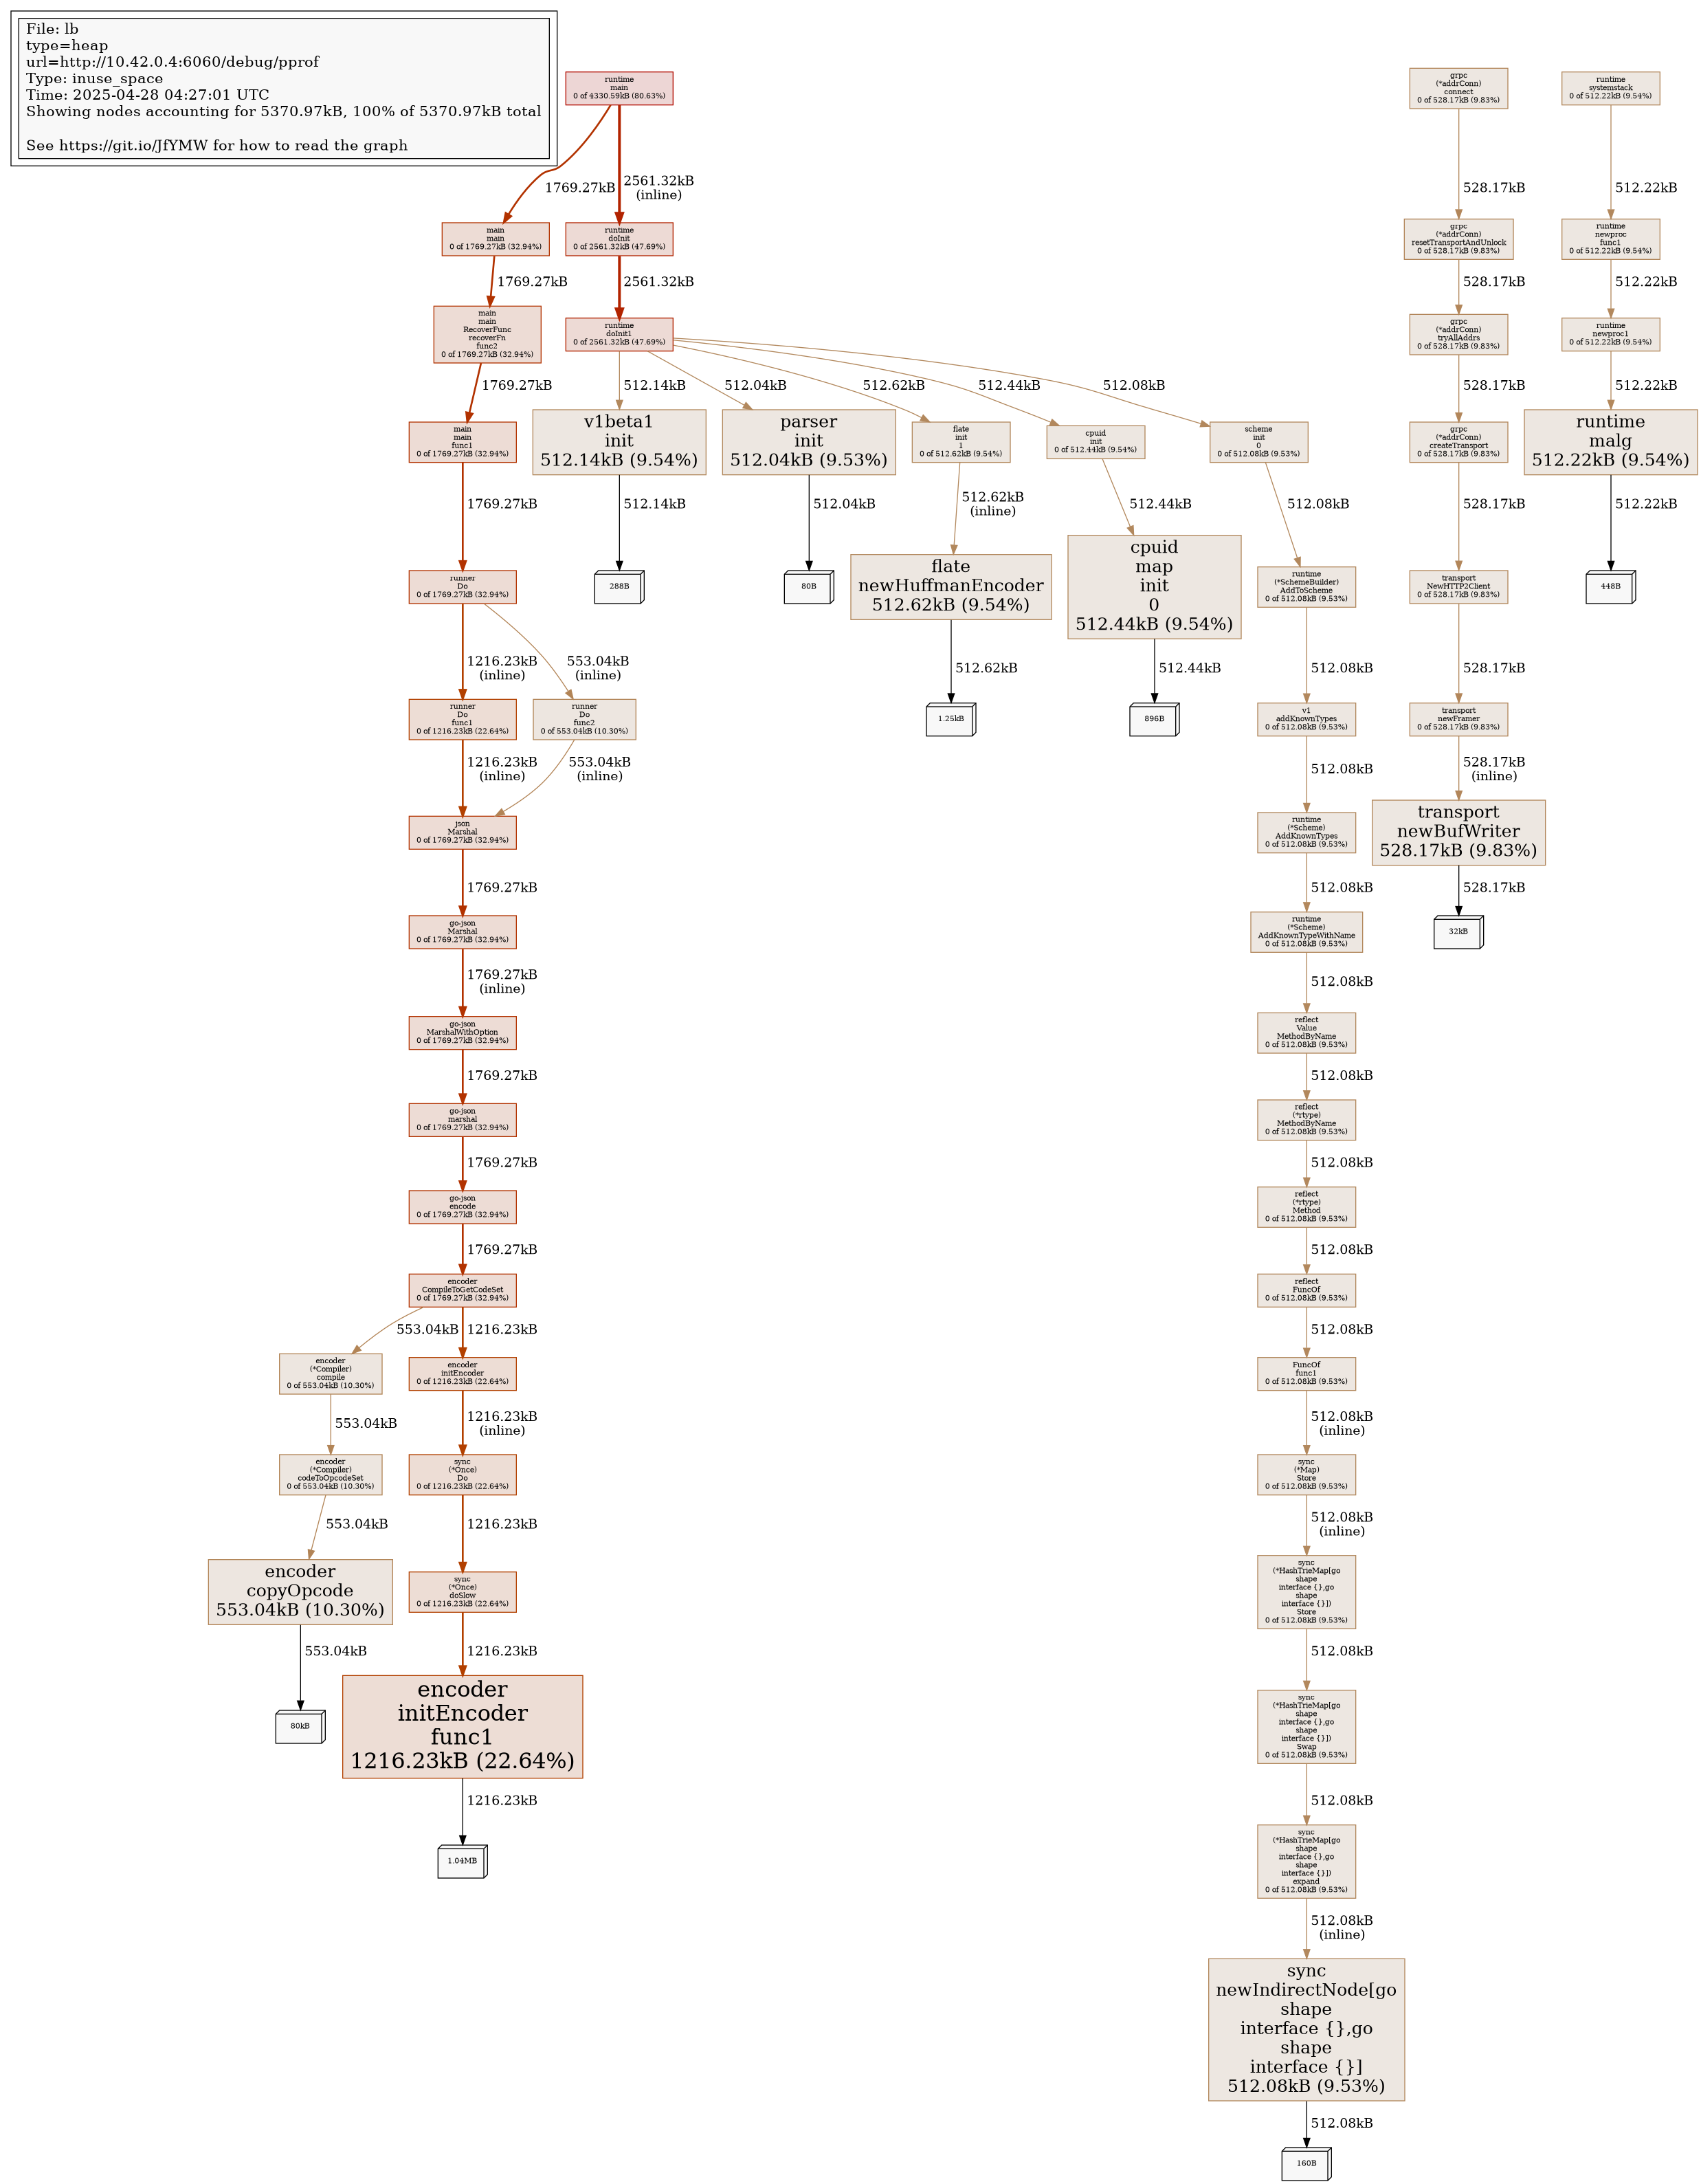 File: lb
type=heap
url=http://10.42.0.4:6060/debug/pprof
Type: inuse_space
Time: 2025-04-28 04:27:01 UTC
Showing nodes accounting for 5370.97kB, 100% of 5370.97kB total
See https://git.io/JfYMW for how to read the graph
runtime
main
0 of 4330.59kB (80.63%)
grpc
(*addrConn)
connect
0 of 528.17kB (9.83%)
runtime
systemstack
0 of 512.22kB (9.54%)
1769.27kB
2561.32kB
(inline)
528.17kB
512.22kB
main
main
0 of 1769.27kB (32.94%)
runtime
doInit
0 of 2561.32kB (47.69%)
grpc
(*addrConn)
resetTransportAndUnlock
0 of 528.17kB (9.83%)
runtime
newproc
func1
0 of 512.22kB (9.54%)
1769.27kB
2561.32kB
528.17kB
512.22kB
main
main
RecoverFunc
recoverFn
func2
0 of 1769.27kB (32.94%)
runtime
doInit1
0 of 2561.32kB (47.69%)
grpc
(*addrConn)
tryAllAddrs
0 of 528.17kB (9.83%)
runtime
newproc1
0 of 512.22kB (9.54%)
1769.27kB
512.14kB
512.04kB
512.62kB
512.44kB
512.08kB
528.17kB
512.22kB
main
main
func1
0 of 1769.27kB (32.94%)
v1beta1
init
512.14kB (9.54%)
parser
init
512.04kB (9.53%)
flate
init
1
0 of 512.62kB (9.54%)
cpuid
init
0 of 512.44kB (9.54%)
scheme
init
0
0 of 512.08kB (9.53%)
grpc
(*addrConn)
createTransport
0 of 528.17kB (9.83%)
runtime
malg
512.22kB (9.54%)
1769.27kB
512.14kB
512.04kB
512.62kB
(inline)
512.44kB
512.08kB
528.17kB
512.22kB
runner
Do
0 of 1769.27kB (32.94%)
288B
80B
flate
newHuffmanEncoder
512.62kB (9.54%)
cpuid
map
init
0
512.44kB (9.54%)
runtime
(*SchemeBuilder)
AddToScheme
0 of 512.08kB (9.53%)
transport
NewHTTP2Client
0 of 528.17kB (9.83%)
448B
1216.23kB
(inline)
553.04kB
(inline)
512.62kB
512.44kB
512.08kB
528.17kB
runner
Do
func1
0 of 1216.23kB (22.64%)
runner
Do
func2
0 of 553.04kB (10.30%)
1.25kB
896B
v1
addKnownTypes
0 of 512.08kB (9.53%)
transport
newFramer
0 of 528.17kB (9.83%)
1216.23kB
(inline)
553.04kB
(inline)
512.08kB
528.17kB
(inline)
json
Marshal
0 of 1769.27kB (32.94%)
runtime
(*Scheme)
AddKnownTypes
0 of 512.08kB (9.53%)
transport
newBufWriter
528.17kB (9.83%)
1769.27kB
512.08kB
528.17kB
go-json
Marshal
0 of 1769.27kB (32.94%)
runtime
(*Scheme)
AddKnownTypeWithName
0 of 512.08kB (9.53%)
32kB
1769.27kB
(inline)
512.08kB
go-json
MarshalWithOption
0 of 1769.27kB (32.94%)
reflect
Value
MethodByName
0 of 512.08kB (9.53%)
1769.27kB
512.08kB
go-json
marshal
0 of 1769.27kB (32.94%)
reflect
(*rtype)
MethodByName
0 of 512.08kB (9.53%)
1769.27kB
512.08kB
go-json
encode
0 of 1769.27kB (32.94%)
reflect
(*rtype)
Method
0 of 512.08kB (9.53%)
1769.27kB
512.08kB
encoder
CompileToGetCodeSet
0 of 1769.27kB (32.94%)
reflect
FuncOf
0 of 512.08kB (9.53%)
553.04kB
1216.23kB
512.08kB
encoder
(*Compiler)
compile
0 of 553.04kB (10.30%)
encoder
initEncoder
0 of 1216.23kB (22.64%)
FuncOf
func1
0 of 512.08kB (9.53%)
553.04kB
1216.23kB
(inline)
512.08kB
(inline)
encoder
(*Compiler)
codeToOpcodeSet
0 of 553.04kB (10.30%)
sync
(*Once)
Do
0 of 1216.23kB (22.64%)
sync
(*Map)
Store
0 of 512.08kB (9.53%)
553.04kB
1216.23kB
512.08kB
(inline)
encoder
copyOpcode
553.04kB (10.30%)
sync
(*Once)
doSlow
0 of 1216.23kB (22.64%)
sync
(*HashTrieMap[go
shape
interface {},go
shape
interface {}])
Store
0 of 512.08kB (9.53%)
553.04kB
1216.23kB
512.08kB
80kB
encoder
initEncoder
func1
1216.23kB (22.64%)
sync
(*HashTrieMap[go
shape
interface {},go
shape
interface {}])
Swap
0 of 512.08kB (9.53%)
1216.23kB
512.08kB
1.04MB
sync
(*HashTrieMap[go
shape
interface {},go
shape
interface {}])
expand
0 of 512.08kB (9.53%)
512.08kB
(inline)
sync
newIndirectNode[go
shape
interface {},go
shape
interface {}]
512.08kB (9.53%)
512.08kB
160B